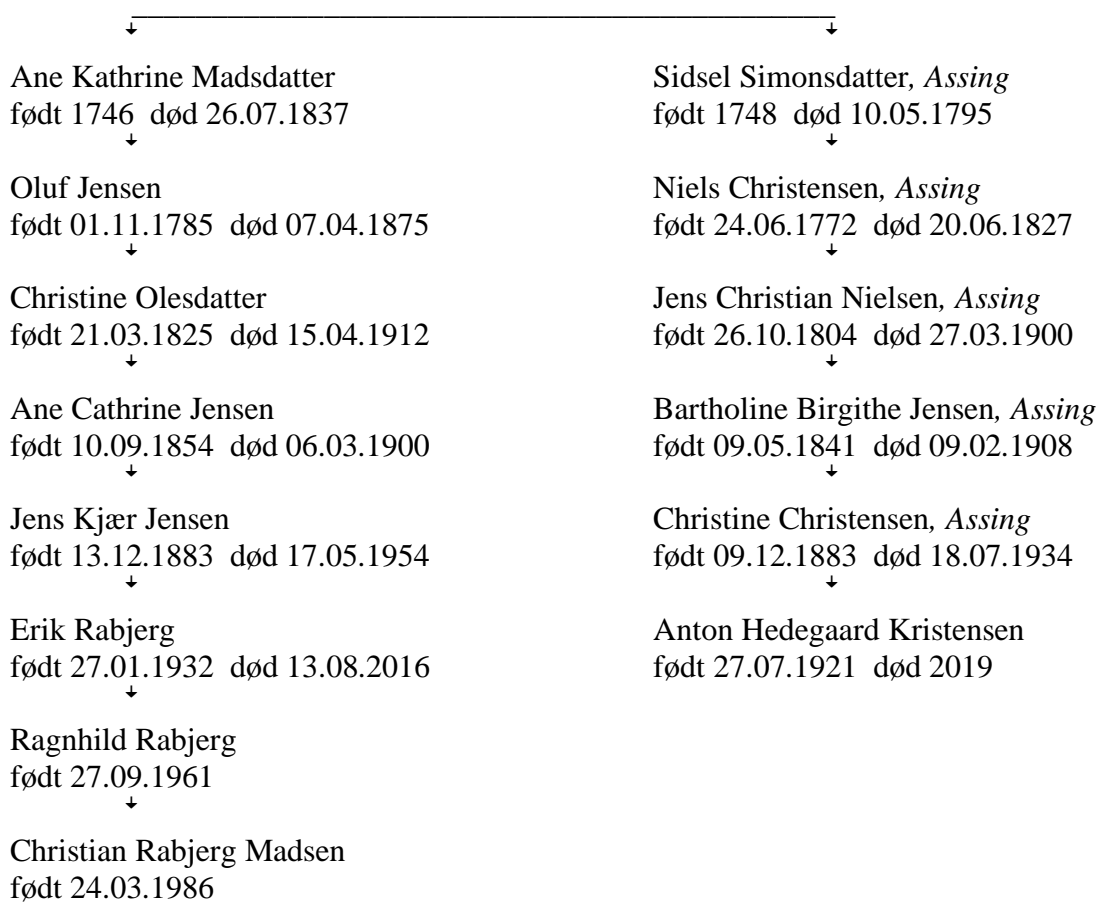 Ane Kathrine Madsdatter
født 1746 død 26.07.1837
Oluf Jensen
født 01.11.1785 død 07.04.1875
Christine Olesdatter
født 21.03.1825 død 15.04.1912
Ane Cathrine Jensen
født 10.09.1854 død 06.03.1900
Jens Kjær Jensen
født 13.12.1883 død 17.05.1954
Erik Rabjerg
født 27.01.1932 død 13.08.2016
Ragnhild Rabjerg
født 27.09.1961
Christian Rabjerg Madsen
født 24.03.1986
Sidsel Simonsdatter, Assing
født 1748 død 10.05.1795
Niels Christensen, Assing
født 24.06.1772 død 20.06.1827
Jens Christian Nielsen, Assing
født 26.10.1804 død 27.03.1900
Bartholine Birgithe Jensen, Assing
født 09.05.1841 død 09.02.1908
Christine Christensen, Assing
født 09.12.1883 død 18.07.1934
Anton Hedegaard Kristensen
født 27.07.1921 død 2019